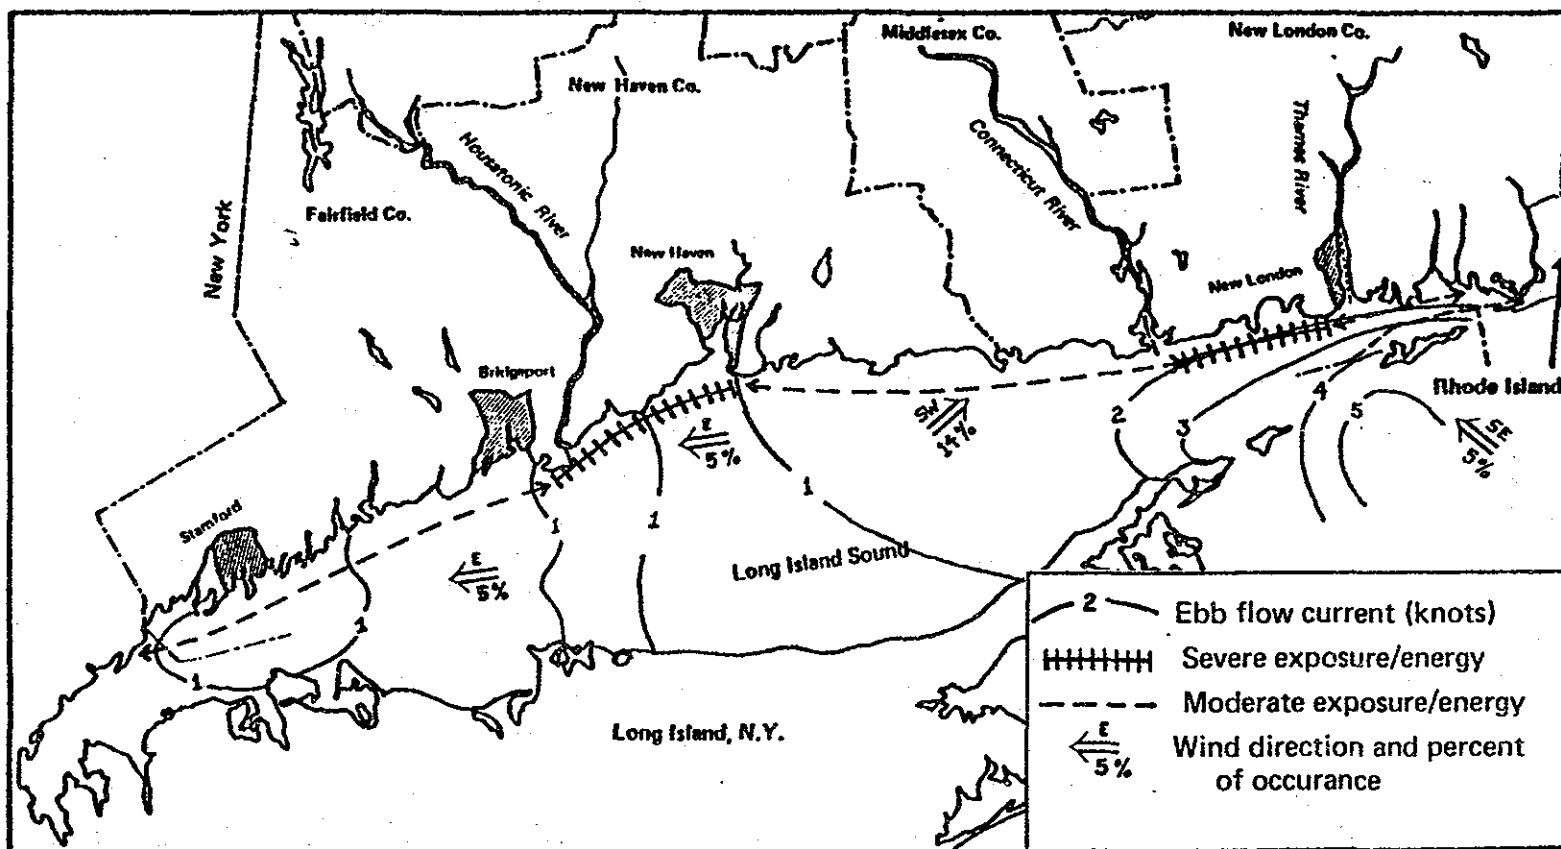 Middlesex Co.
New London Co.
New Haven Co.
Housatonic River
Connecticut River
Thames River
New York
Fairfield Co.
New Haven
New London
Bridgeport
Rhode Island
Stamford
SW
14%
E
5%
E
5%
SE
5%
1
1
1
1
1
2
3
4
5
Long Island Sound
Long Island, N.Y.
2 Ebb flow current (knots)
Severe exposure/energy
Moderate exposure/energy
E
5%
Wind direction and percent
of occurance